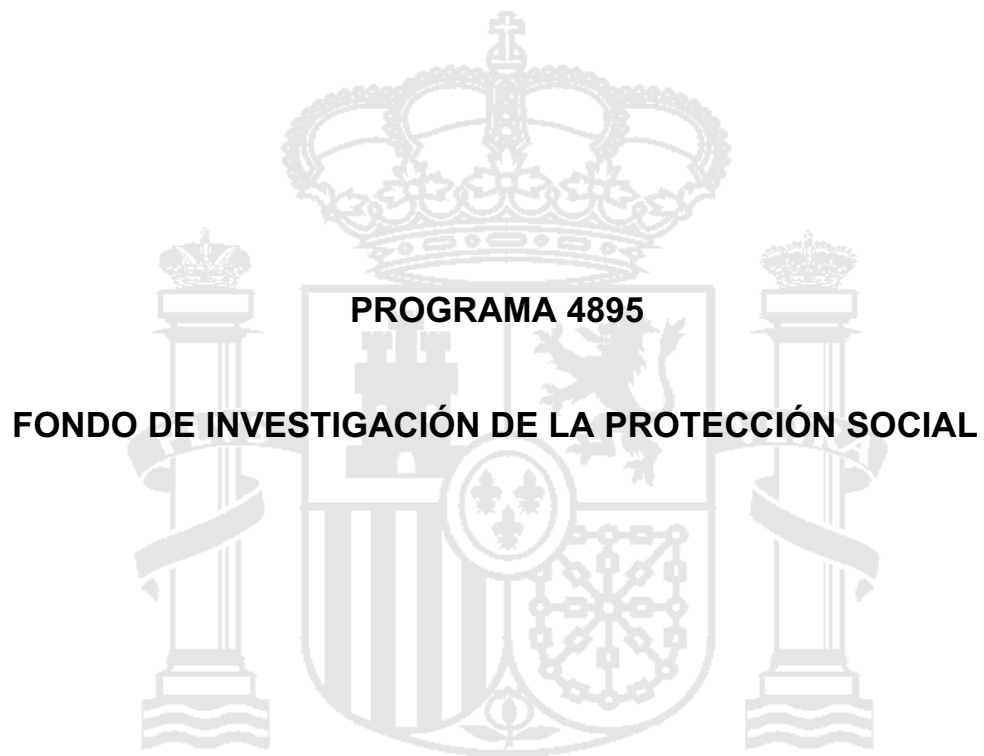 PROGRAMA 4895
FONDO DE INVESTIGACIÓN DE LA PROTECCIÓN SOCIAL